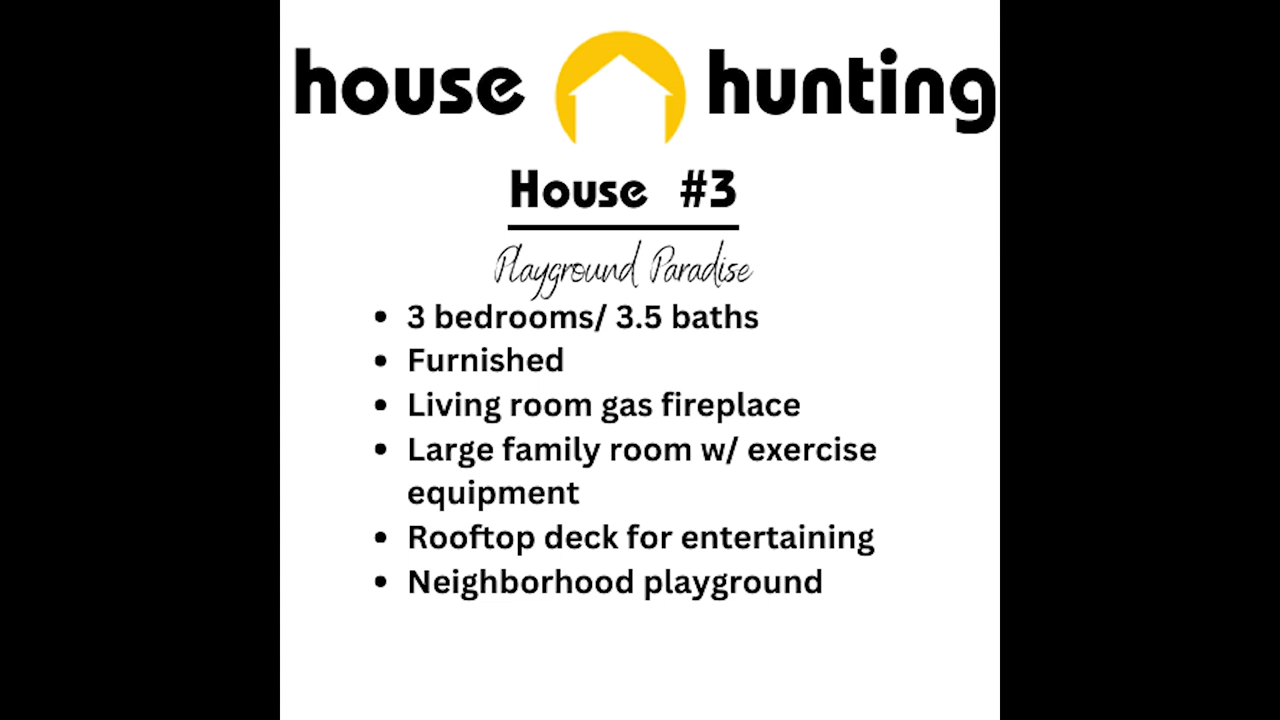 house hunting
House #3
Playground Paradise
• 3 bedrooms/ 3.5 baths
• Furnished
• Living room gas fireplace
• Large family room w/ exercise
equipment
• Rooftop deck for entertaining
• Neighborhood playground